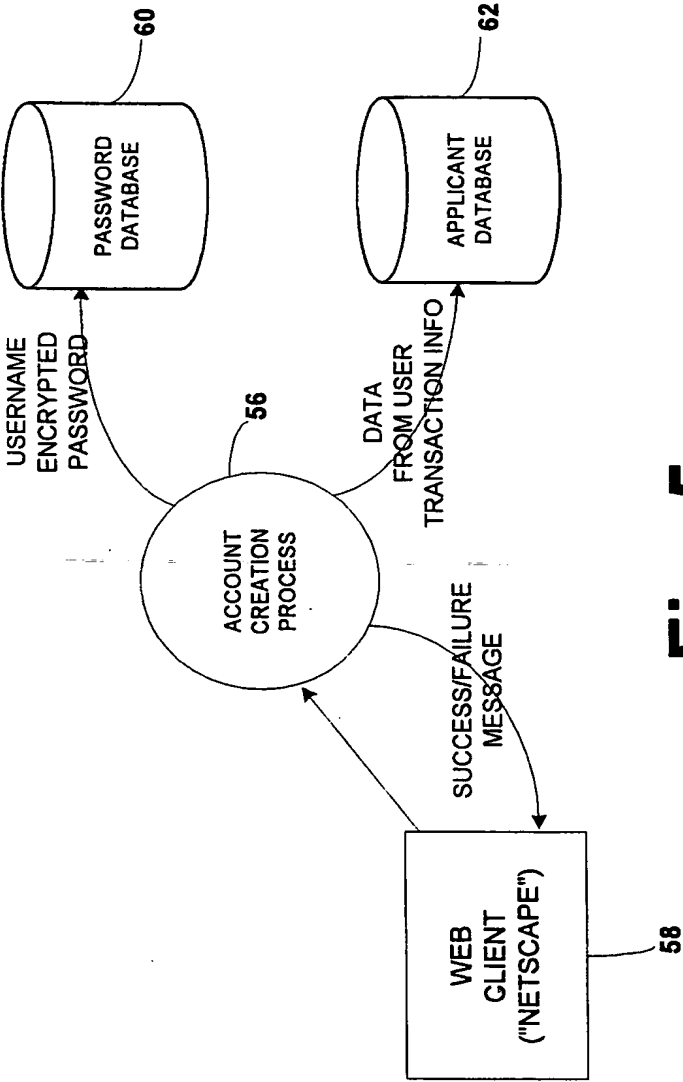 60
PASSWORD
DATABASE
USERNAME
ENCRYPTED
PASSWORD
62
APPLICANT
DATABASE
DATA
FROM USER
TRANSACTION INFO
56
ACCOUNT
CREATION
PROCESS
SUCCESS/FAILURE
MESSAGE
WEB
CLIENT
("NETSCAPE")
58